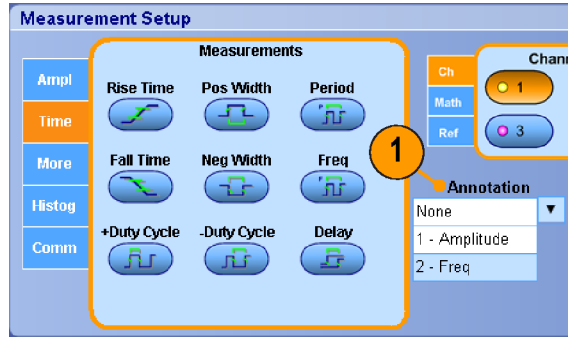 Measurement Setup
Measurements
Chan
Ampl
Time
More
Histog
Comm
Rise Time Pos Width Period
Fall Time Neg Width Freq
+Duty Cycle -Duty Cycle Delay
Ch
Math
Ref
1
3
1
Annotation
None
1 - Amplitude
2 - Freq